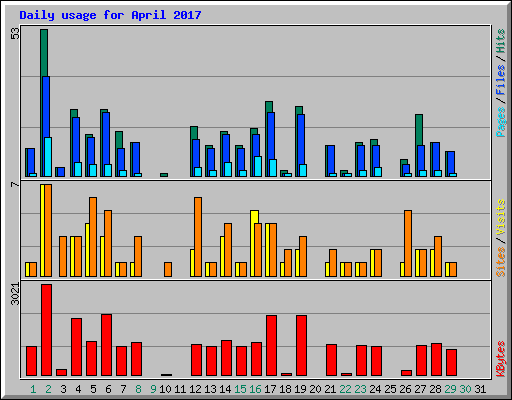 Daily usage for April 2017
53
Pages / Files / Hits
7
Sites / Visits
3021
KBytes
1 2 3 4 5 6 7 8 9 10 11 12 13 14 15 16 17 18 19 20 21 22 23 24 25 26 27 28 29 30 31